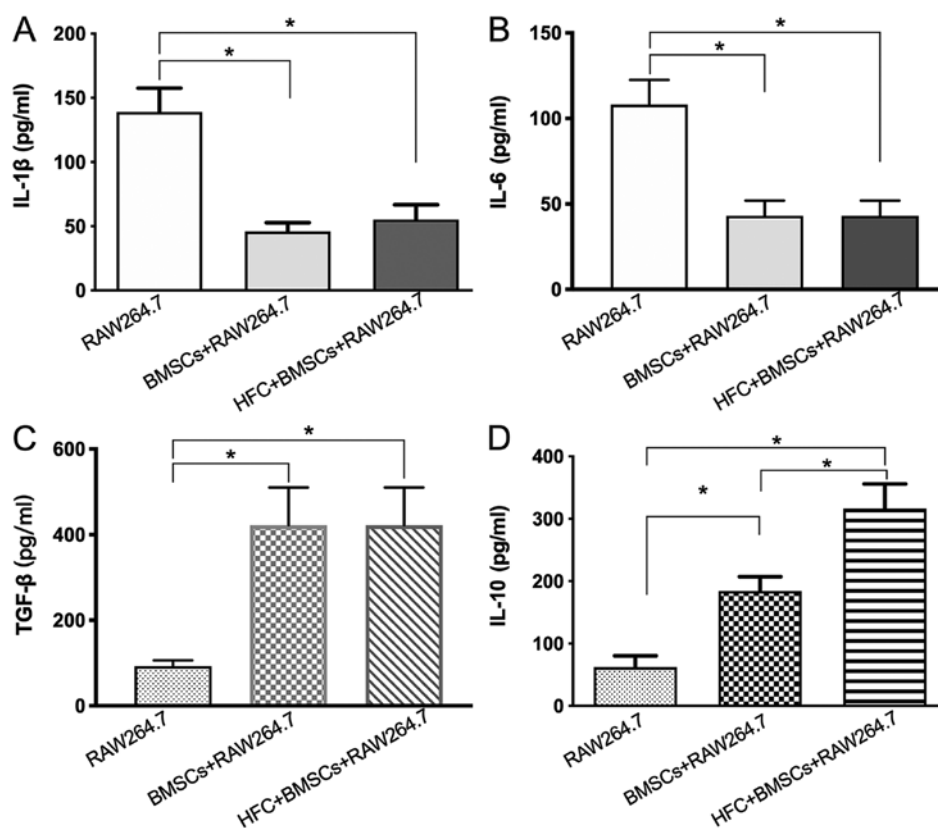 A
IL-1β (pg/ml)
200
150
100
50
0
*
*
RAW264.7
BMSCs+RAW264.7
HFC+BMSCs+RAW264.7
B
IL-6 (pg/ml)
150
100
50
0
*
*
RAW264.7
BMSCs+RAW264.7
HFC+BMSCs+RAW264.7
C
TGF-β (pg/ml)
600
400
200
0
*
*
RAW264.7
BMSCs+RAW264.7
HFC+BMSCs+RAW264.7
D
IL-10 (pg/ml)
400
300
200
100
0
*
*
*
RAW264.7
BMSCs+RAW264.7
HFC+BMSCs+RAW264.7